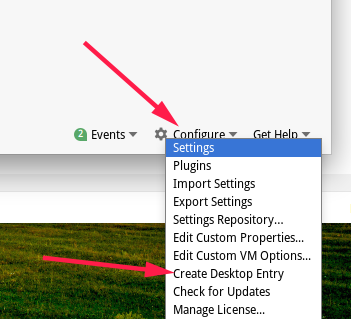 2 Events Configure Get Help
Settings
Plugins
Import Settings
Export Settings
Settings Repository...
Edit Custom Properties...
Edit Custom VM Options...
Create Desktop Entry
Check for Updates
Manage License...